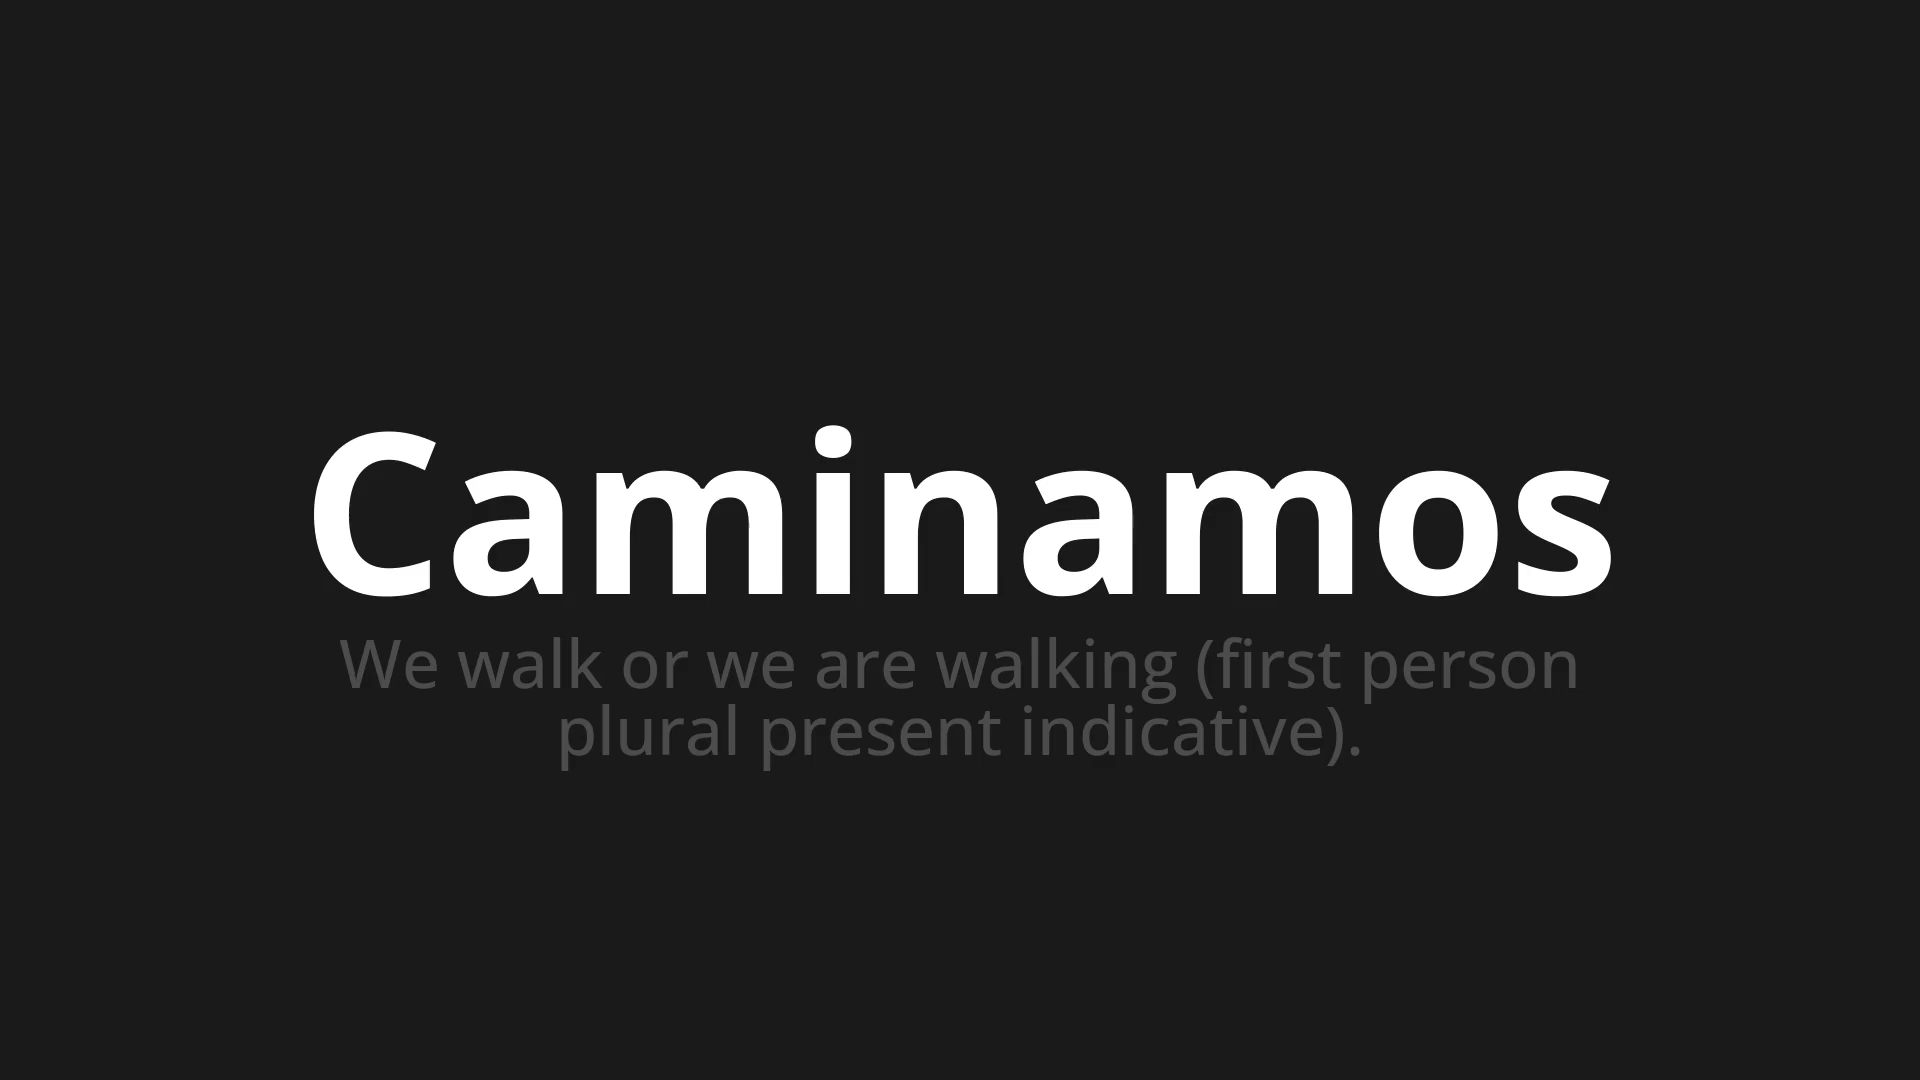 Caminamos
We walk or we are walking (first person
plural present indicative).